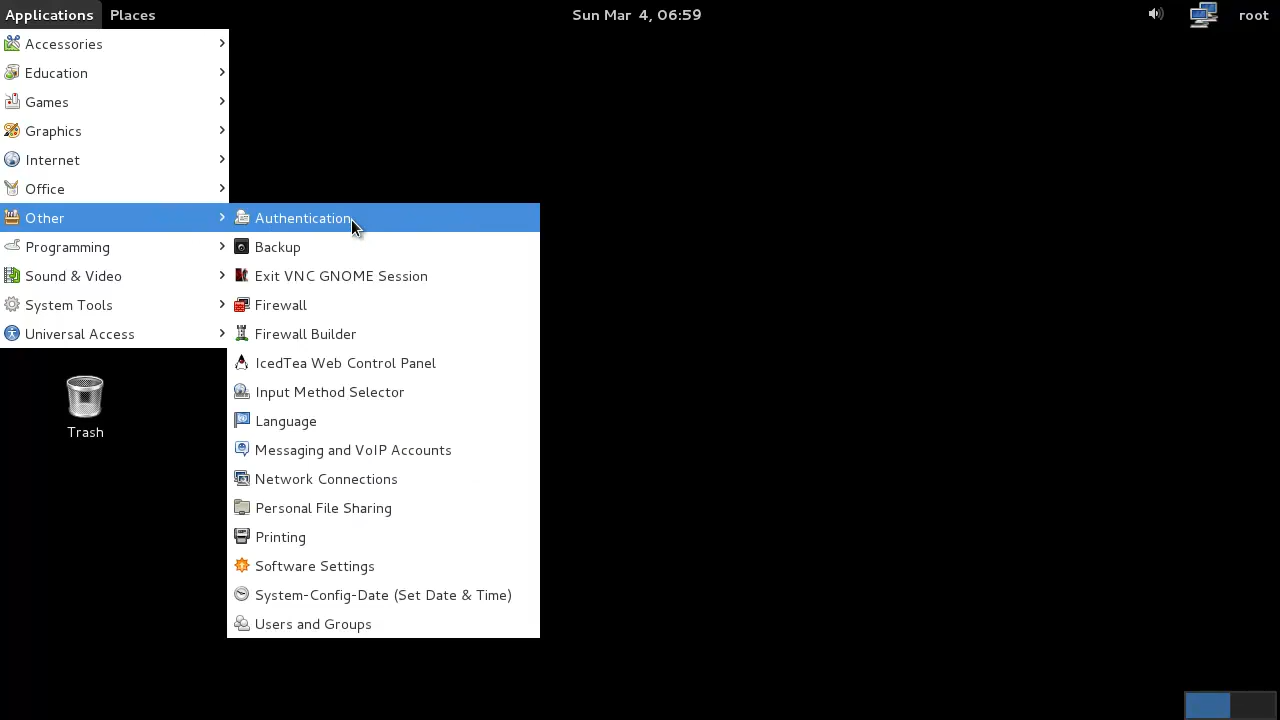 Applications Places Sun Mar 4, 06:59 root
Accessories
Education
Games
Graphics
Internet
Office
Other
Programming
Sound & Video
System Tools
Universal Access
Authentication
Backup
Exit VNC GNOME Session
Firewall
Firewall Builder
IcedTea Web Control Panel
Input Method Selector
Language
Messaging and VoIP Accounts
Network Connections
Personal File Sharing
Printing
Software Settings
System-Config-Date (Set Date & Time)
Users and Groups
Trash